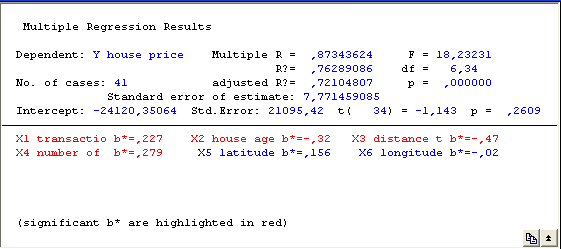 Multiple Regression Results
Dependent: Y house price Multiple R = ,87343624 F = 18,23231
R?= ,76289086 df = 6,34
No. of cases: 41 adjusted R?= ,72104807 p = ,000000
Standard error of estimate: 7,771459085
Intercept: -24120,35064 Std.Error: 21095,42 t( 34) = -1,143 p = ,2609
X1 transactio b*=,227 X2 house age b*=-,32 X3 distance t b*=-,47
X4 number of b*=,279 X5 latitude b*=,156 X6 longitude b*=-,02
(significant b* are highlighted in red)